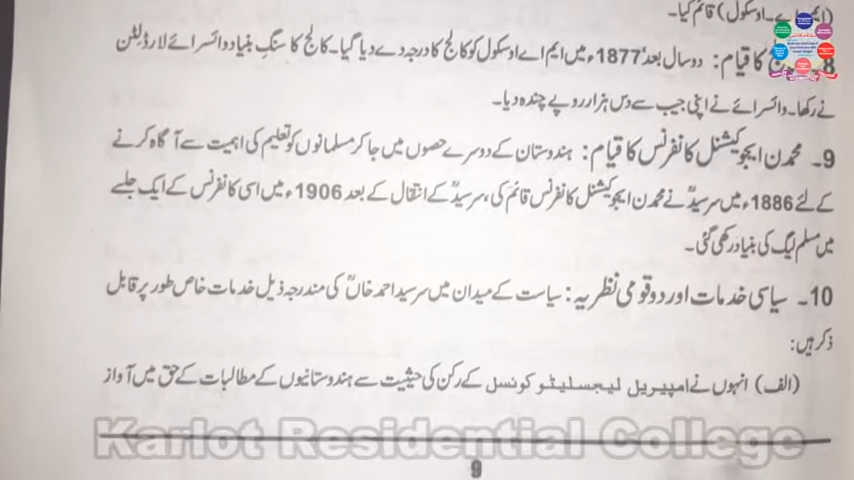 (ایم۔اے۔او سکول) قائم کیا۔
8۔ کا قیام: دو سال بعد 1877ء میں ایم اے او سکول کو کالج کا درجہ دے دیا گیا۔ کالج کا سنگِ بنیاد وائسرائے لارڈ لٹن
نے رکھا۔ وائسرائے نے اپنی جیب سے دس ہزار روپے چندہ دیا۔
9۔ محمڈن ایجوکیشنل کانفرنس کا قیام: ہندوستان کے دوسرے حصوں میں جا کر مسلمانوں کو تعلیم کی اہمیت سے آگاہ کرنے
کے لئے 1886ء میں سرسیدؒ نے محمڈن ایجوکیشنل کانفرنس قائم کی، سرسیدؒ کے انتقال کے بعد 1906ء میں اسی کانفرنس کے ایک جلسے
میں مسلم لیگ کی بنیاد رکھی گئی۔
10۔ سیاسی خدمات اور دو قومی نظریہ: سیاست کے میدان میں سرسید احمد خاںؒ کی مندرجہ ذیل خدمات خاص طور پر قابل
ذکر ہیں:
(الف) انہوں نے امپیریل لیجسلیٹو کونسل کے رکن کی حیثیت سے ہندوستانیوں کے مطالبات کے حق میں آواز
Karlot Residential College
9